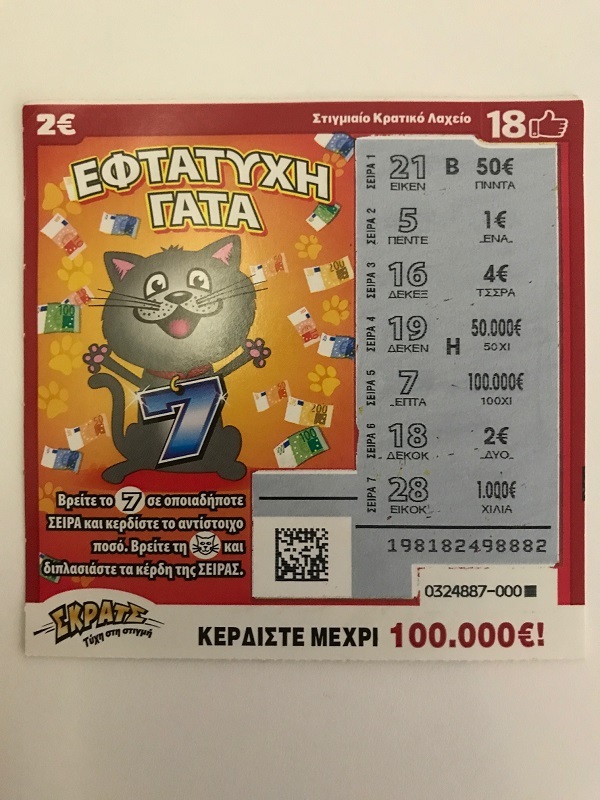 2€
Στιγμιαίο Κρατικό Λαχείο
18
ΕΦΤΑΤΥΧΗ
ΓΑΤΑ
7
ΣΕΙΡΑ 1 21 B 50€
ΕΙΚΕΝ ΠΝΝΤΑ
ΣΕΙΡΑ 2 5 1€
ΠΕΝΤΕ ΕΝΑ
ΣΕΙΡΑ 3 16 4€
ΔΕΚΕΞ ΤΣΣΡΑ
ΣΕΙΡΑ 4 19 50.000€
ΔΕΚΕΝ H 50ΧΙ
ΣΕΙΡΑ 5 7 100.000€
ΕΠΤΑ 100ΧΙ
ΣΕΙΡΑ 6 18 2€
ΔΕΚΟΚ ΔΥΟ
ΣΕΙΡΑ 7 28 1.000€
ΕΙΚΟΚ ΧΙΛΙΑ
198182498882
0324887-000
Βρείτε το 7 σε οποιαδήποτε
ΣΕΙΡΑ και κερδίστε το αντίστοιχο
ποσό. Βρείτε τη και
διπλασιάστε τα κέρδη της ΣΕΙΡΑΣ.
ΣΚΡΑΤΣ
Τύχη στη στιγμή
ΚΕΡΔΙΣΤΕ ΜΕΧΡΙ 100.000€!